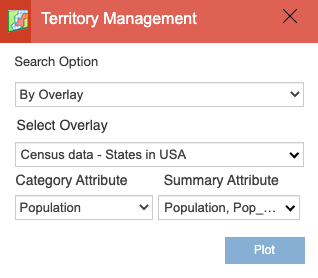 Territory Management
Search Option
By Overlay
Select Overlay
Census data - States in USA
Category Attribute Summary Attribute
Population Population, Pop_...
Plot